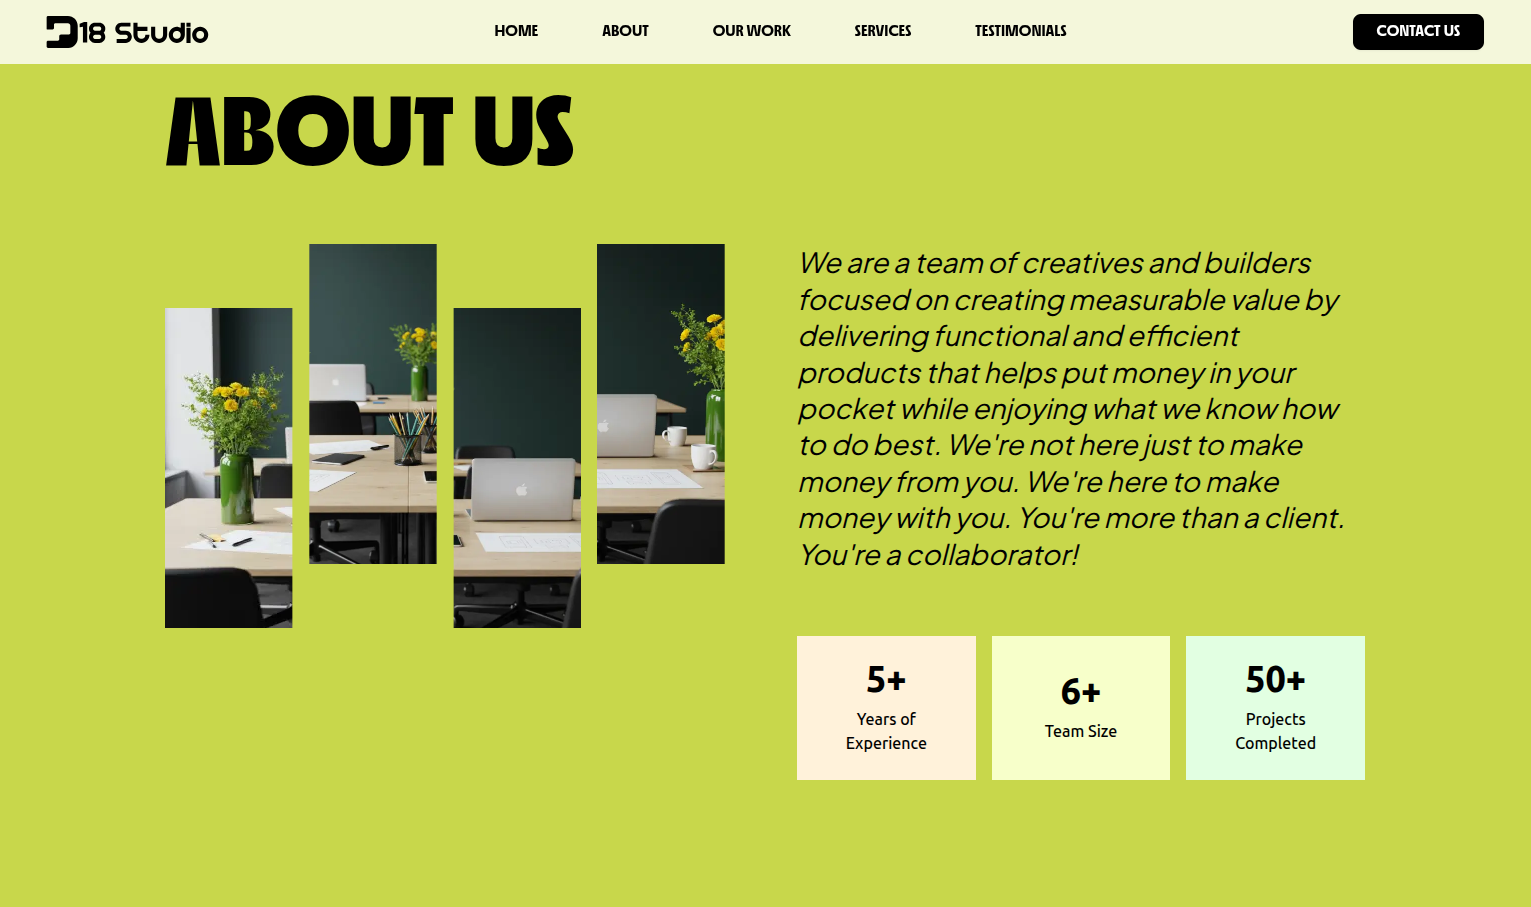 D18 Studio
HOME
ABOUT
OUR WORK
SERVICES
TESTIMONIALS
CONTACT US
ABOUT US
We are a team of creatives and builders
focused on creating measurable value by
delivering functional and efficient
products that helps put money in your
pocket while enjoying what we know how
to do best. We're not here just to make
money from you. We're here to make
money with you. You're more than a client.
You're a collaborator!
5+
Years of
Experience
6+
Team Size
50+
Projects
Completed